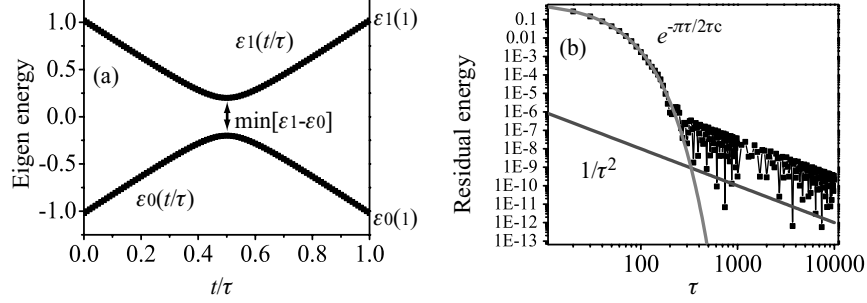 1.0
0.5
0.0
-0.5
-1.0
Eigen energy
(a)
ε1(t/τ)
ε1(1)
min[ε1-ε0]
ε0(t/τ)
ε0(1)
0.0 0.2 0.4 0.6 0.8 1.0
t/τ
0.1
0.01
1E-3
1E-4
1E-5
1E-6
1E-7
1E-8
1E-9
1E-10
1E-11
1E-12
1E-13
Residual energy
(b)
e^-πτ/2τc
1/τ²
100 1000 10000
τ